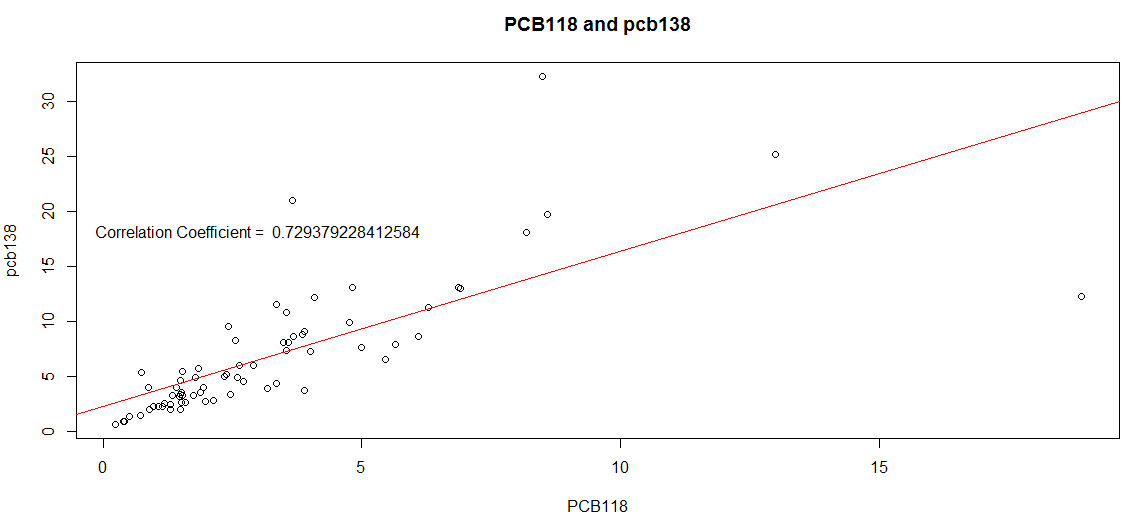 PCB118 and pcb138
30
25
20
15
10
5
0
pcb138
Correlation Coefficient = 0.729379228412584
0 5 10 15
PCB118